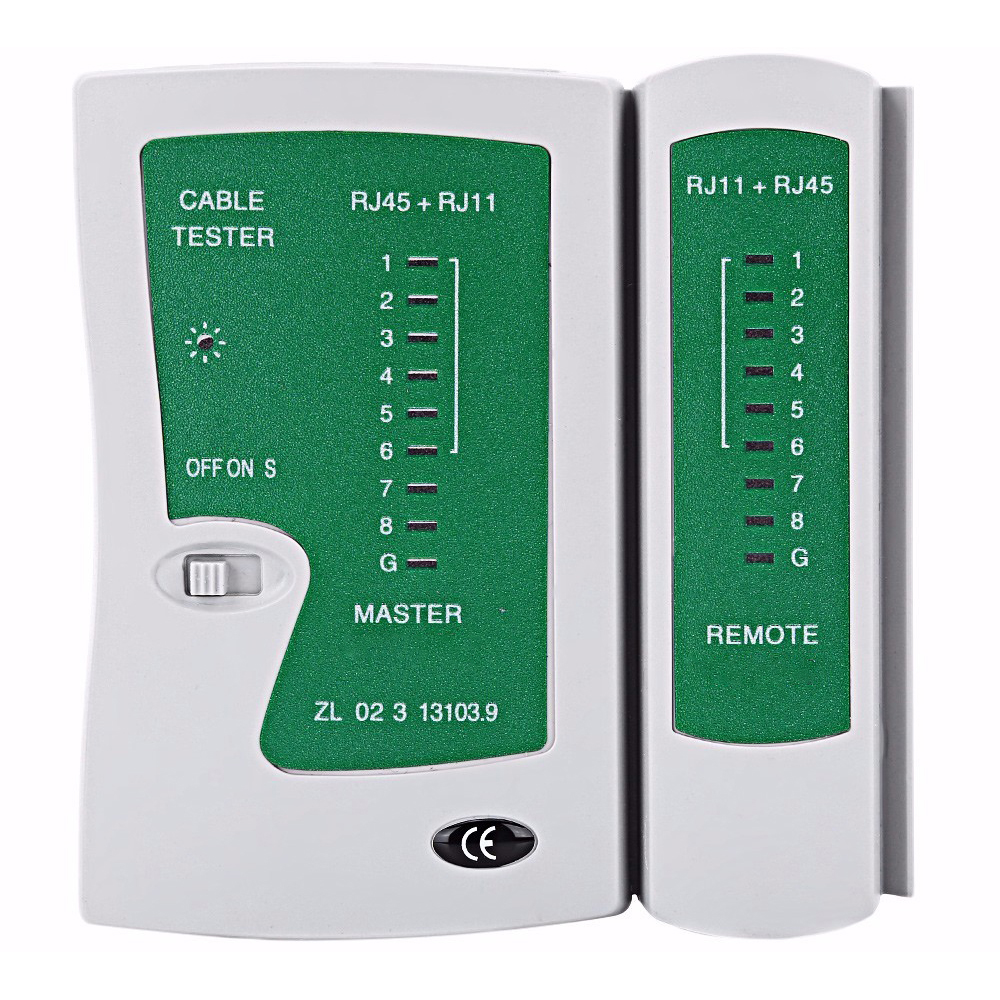 CABLE
TESTER
OFF ON S
RJ45 + RJ11
1
2
3
4
5
6
7
8
G
MASTER
ZL 02 3 13103.9
CE
RJ11 + RJ45
1
2
3
4
5
6
7
8
G
REMOTE